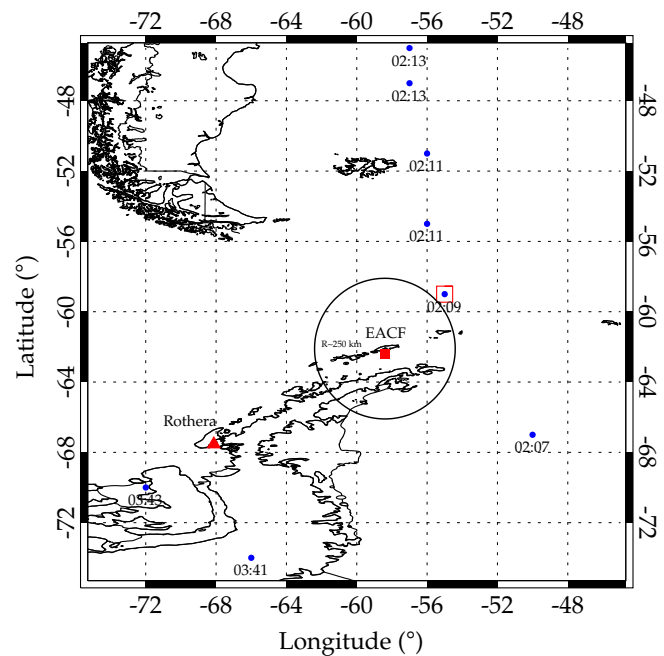 -72 -68 -64 -60 -56 -52 -48
02:13
-48 02:13 -48
-52 02:11 -52
02:11
-56 -56
-60 02:09 -60
EACF
R~250 km
-64 -64
Rothera
-68 02:07 -68
03:43
-72 -72
03:41
-72 -68 -64 -60 -56 -52 -48
Latitude (°)
Longitude (°)